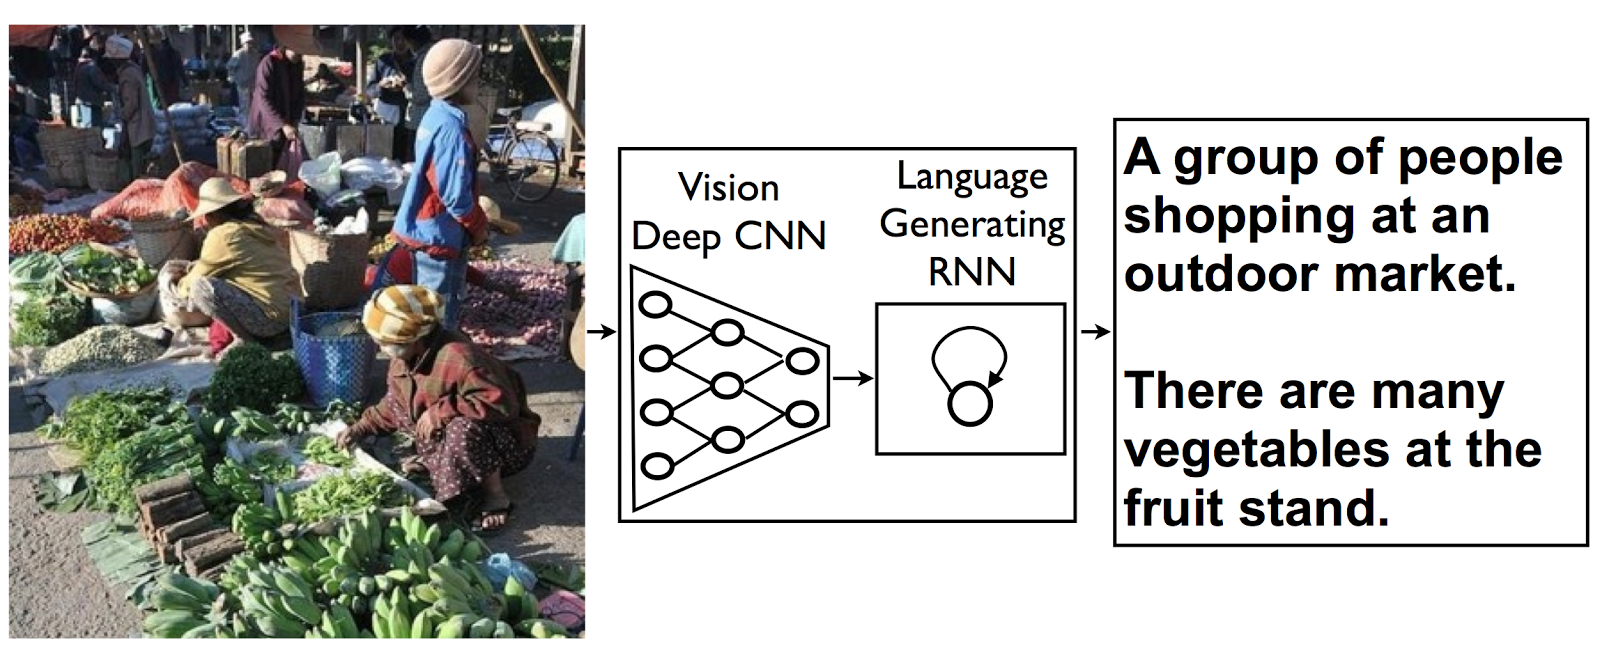 Vision
Deep CNN
Language
Generating
RNN
A group of people
shopping at an
outdoor market.
There are many
vegetables at the
fruit stand.